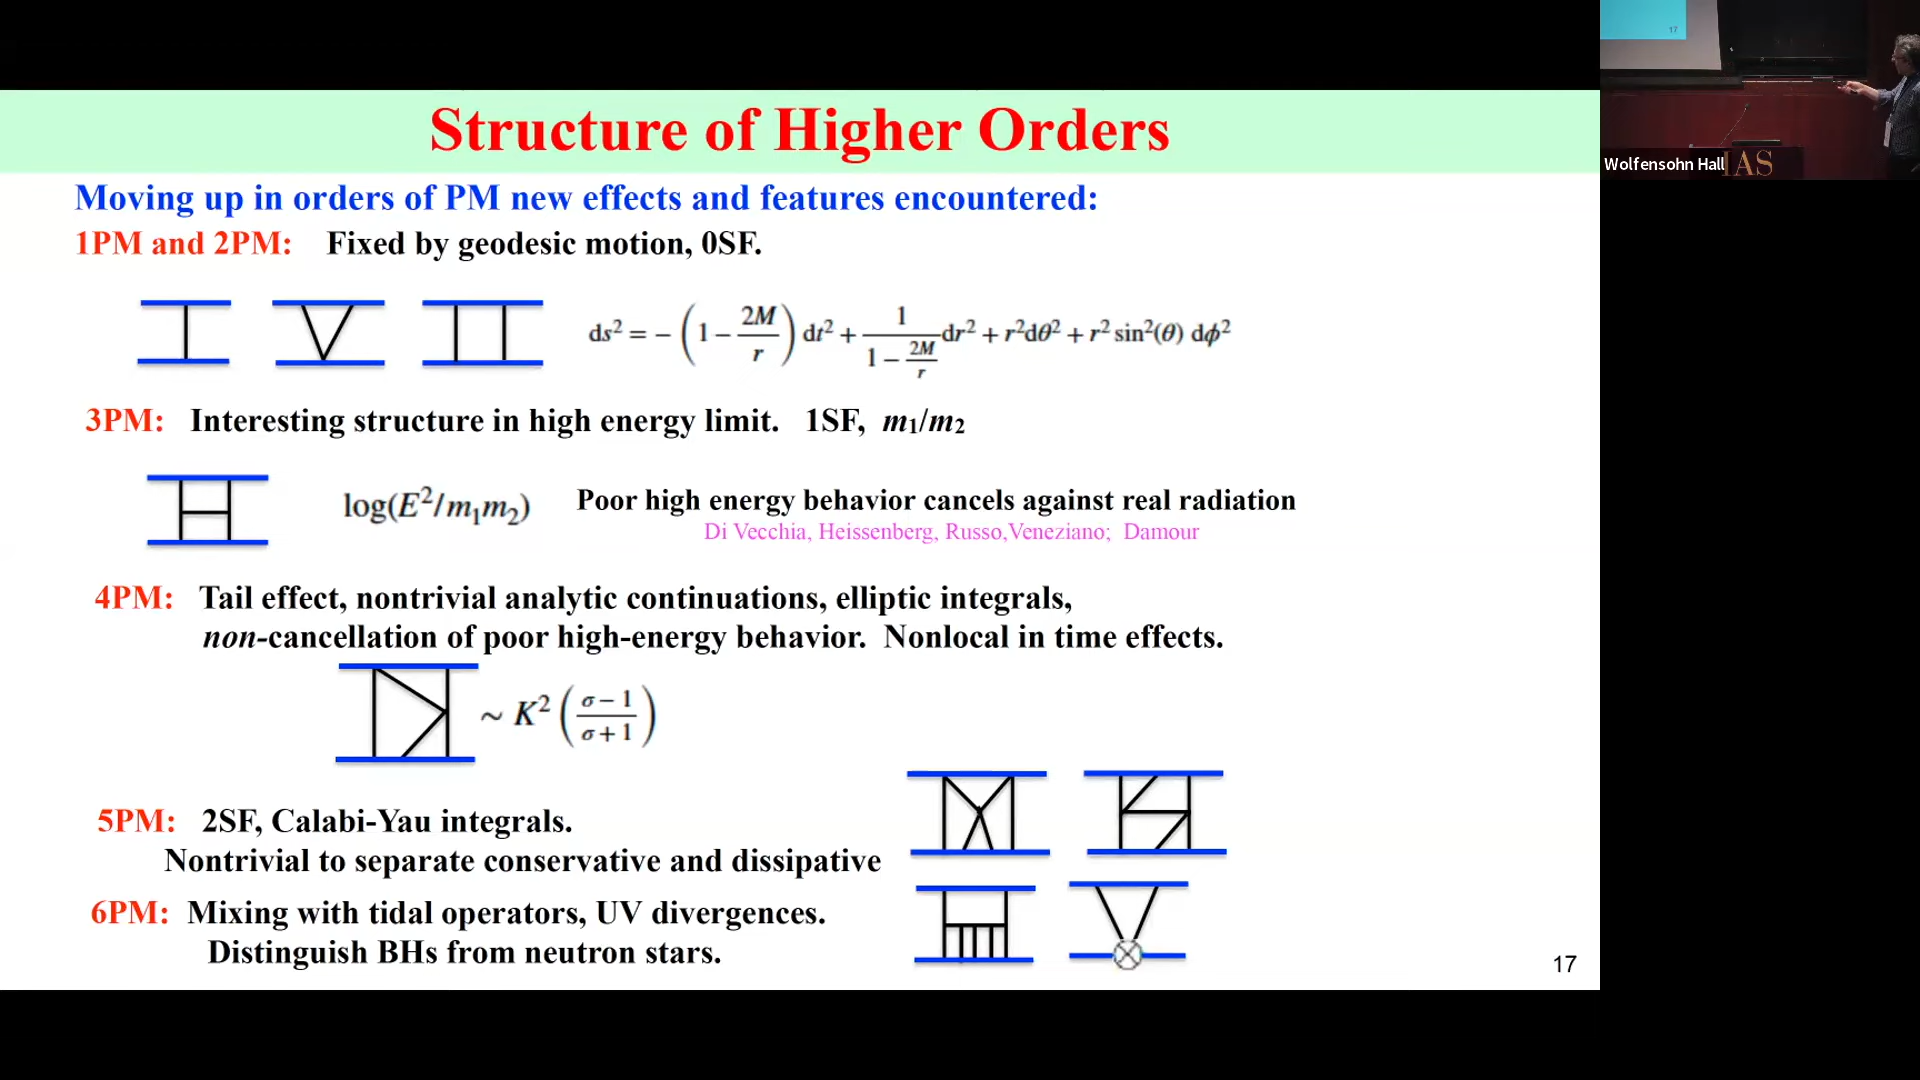 Structure of Higher Orders
Moving up in orders of PM new effects and features encountered:
1PM and 2PM: Fixed by geodesic motion, 0SF.
ds² = − (1 − 2M/r) dt² + 1/(1 − 2M/r) dr² + r²dθ² + r² sin²(θ) dϕ²
3PM: Interesting structure in high energy limit. 1SF, m₁/m₂
log(E²/m₁m₂) Poor high energy behavior cancels against real radiation
Di Vecchia, Heissenberg, Russo,Veneziano; Damour
4PM: Tail effect, nontrivial analytic continuations, elliptic integrals,
non-cancellation of poor high-energy behavior. Nonlocal in time effects.
~ K² (σ − 1 / σ + 1)
5PM: 2SF, Calabi-Yau integrals.
Nontrivial to separate conservative and dissipative
6PM: Mixing with tidal operators, UV divergences.
Distinguish BHs from neutron stars.
17
17
Wolfensohn Hall
IAS